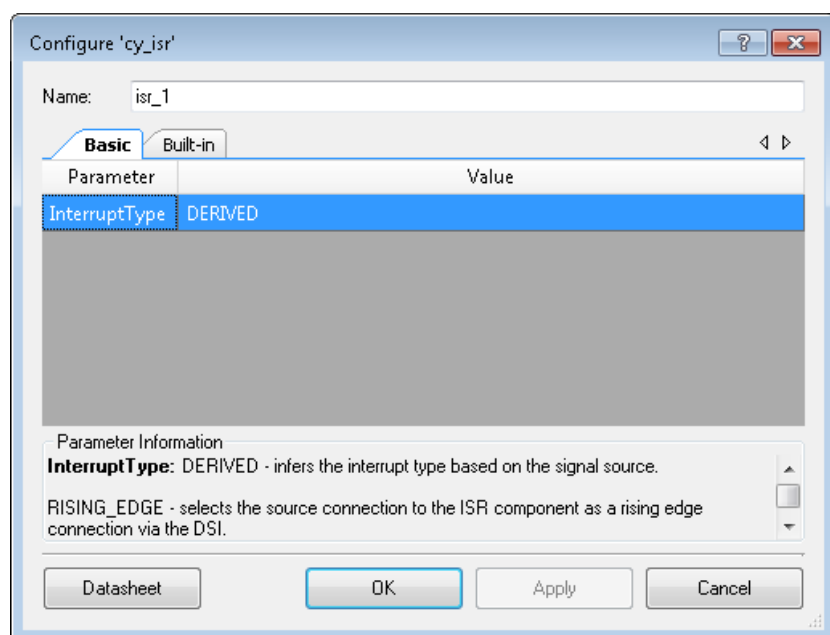 Configure 'cy_isr'
Name: isr_1
Basic Built-in
Parameter Value
InterruptType DERIVED
Parameter Information
InterruptType: DERIVED - infers the interrupt type based on the signal source.
RISING_EDGE - selects the source connection to the ISR component as a rising edge
connection via the DSI.
Datasheet OK Apply Cancel